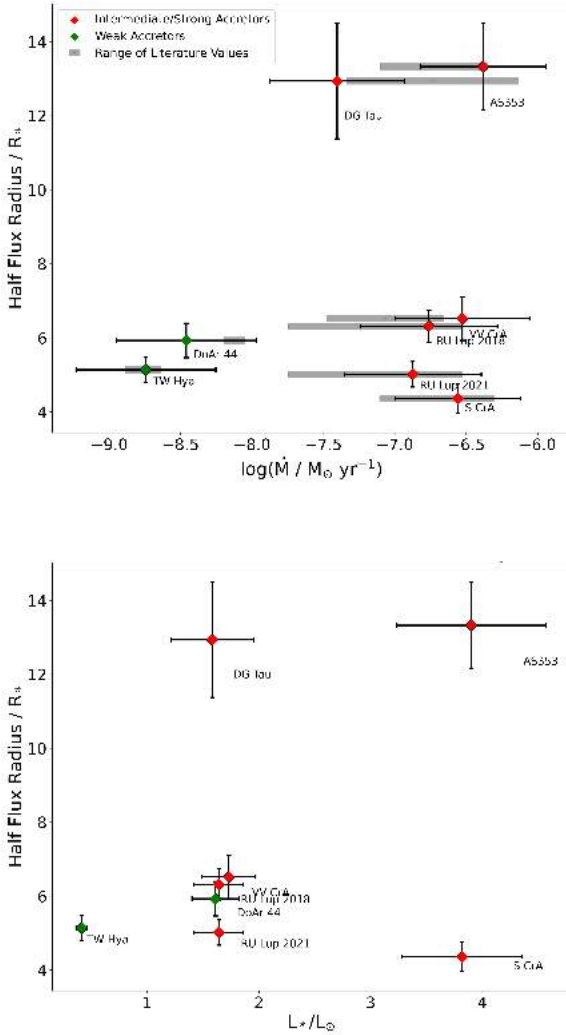 Intermediate/Strong Accretors
Weak Accretors
Range of Literature Values
14
12
10
8
6
4
Half Flux Radius / R*
DG Tau
AS353
VV CrA
RU Lup 2018
DoAr 44
TW Hya
RU Lup 2021
S CrA
−9.0 −8.5 −8.0 −7.5 −7.0 −6.5 −6.0
log(Ṁ / M⊙ yr⁻¹)
14
12
10
8
6
4
Half Flux Radius / R*
DG Tau
AS353
VV CrA
RU Lup 2018
DoAr 44
TW Hya
RU Lup 2021
S CrA
1 2 3 4
L*/L⊙